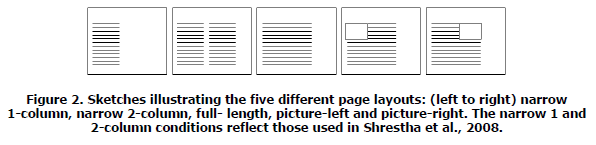 Figure 2. Sketches illustrating the five different page layouts: (left to right) narrow
1-column, narrow 2-column, full- length, picture-left and picture-right. The narrow 1 and
2-column conditions reflect those used in Shrestha et al., 2008.